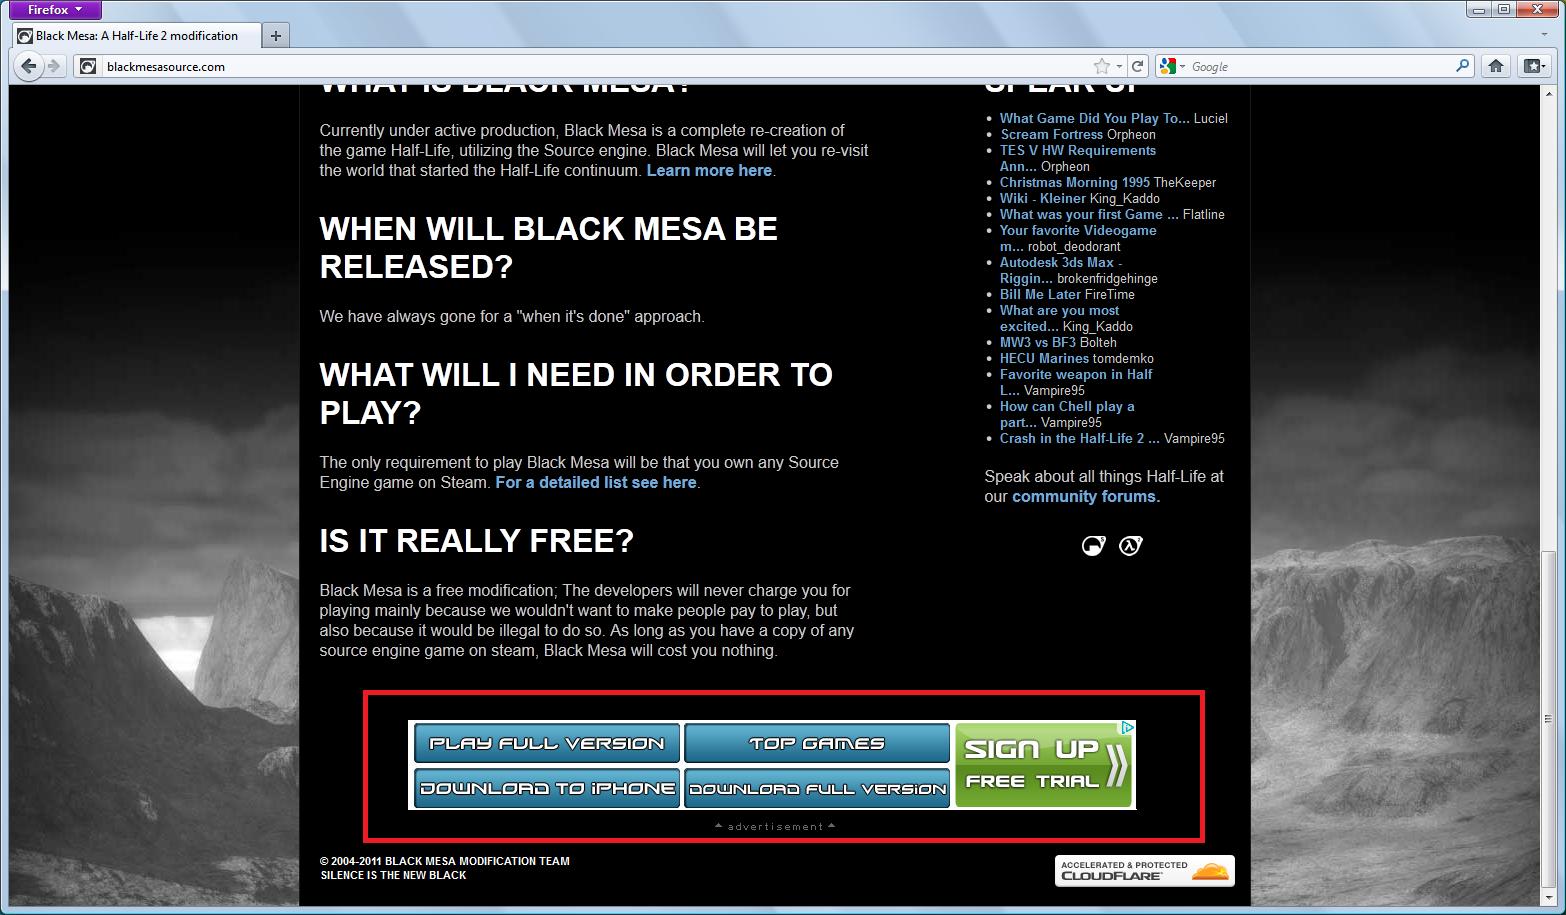 Firefox
Black Mesa: A Half-Life 2 modification
blackmesasource.com
Google
WHAT IS BLACK MESA?
Currently under active production, Black Mesa is a complete re-creation of
the game Half-Life, utilizing the Source engine. Black Mesa will let you re-visit
the world that started the Half-Life continuum. Learn more here.
WHEN WILL BLACK MESA BE
RELEASED?
We have always gone for a "when it's done" approach.
WHAT WILL I NEED IN ORDER TO
PLAY?
The only requirement to play Black Mesa will be that you own any Source
Engine game on Steam. For a detailed list see here.
IS IT REALLY FREE?
Black Mesa is a free modification; The developers will never charge you for
playing mainly because we wouldn't want to make people pay to play, but
also because it would be illegal to do so. As long as you have a copy of any
source engine game on steam, Black Mesa will cost you nothing.
SPEAK UP
What Game Did You Play To... Luciel
Scream Fortress Orpheon
TES V HW Requirements
Ann... Orpheon
Christmas Morning 1995 TheKeeper
Wiki - Kleiner King_Kaddo
What was your first Game ... Flatline
Your favorite Videogame
m... robot_deodorant
Autodesk 3ds Max -
Riggin... brokenfridgehinge
Bill Me Later FireTime
What are you most
excited... King_Kaddo
MW3 vs BF3 Bolteh
HECU Marines tomdemko
Favorite weapon in Half
L... Vampire95
How can Chell play a
part... Vampire95
Crash in the Half-Life 2 ... Vampire95
Speak about all things Half-Life at
our community forums.
PLAY FULL VERSION
TOP GAMES
DOWNLOAD TO iPHONE
DOWNLOAD FULL VERSION
SIGN UP
FREE TRIAL
advertisement
© 2004-2011 BLACK MESA MODIFICATION TEAM
SILENCE IS THE NEW BLACK
ACCELERATED & PROTECTED
CLOUDFLARE